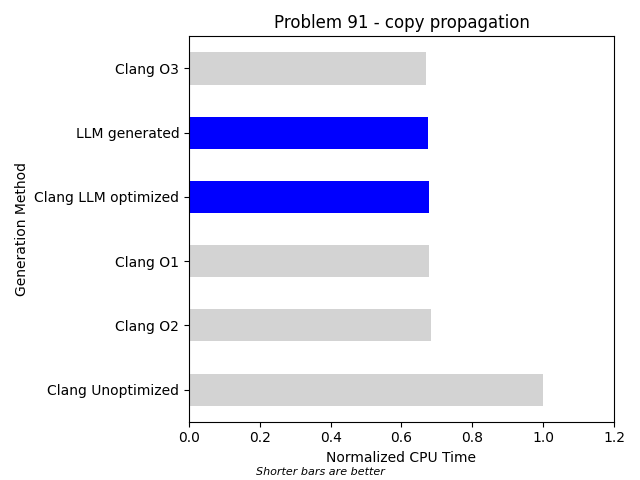 Problem 91 - copy propagation
Clang O3
LLM generated
Clang LLM optimized
Clang O1
Clang O2
Clang Unoptimized
Generation Method
0.0 0.2 0.4 0.6 0.8 1.0 1.2
Normalized CPU Time
Shorter bars are better